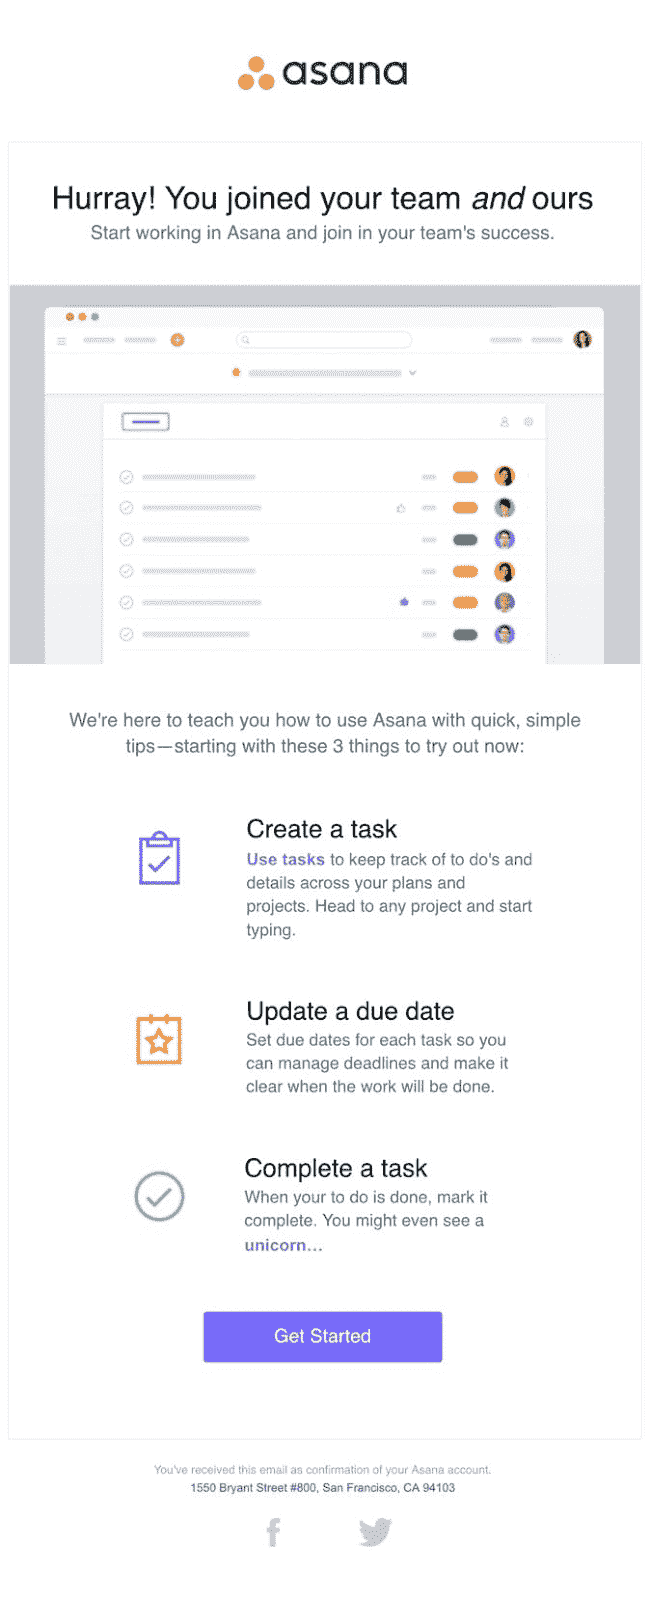 asana
Hurray! You joined your team and ours
Start working in Asana and join in your team's success.
We're here to teach you how to use Asana with quick, simple
tips—starting with these 3 things to try out now:
Create a task
Use tasks to keep track of to do's and
details across your plans and
projects. Head to any project and start
typing.
Update a due date
Set due dates for each task so you
can manage deadlines and make it
clear when the work will be done.
Complete a task
When your to do is done, mark it
complete. You might even see a
unicorn...
Get Started
You've received this email as confirmation of your Asana account.
1550 Bryant Street #800, San Francisco, CA 94103